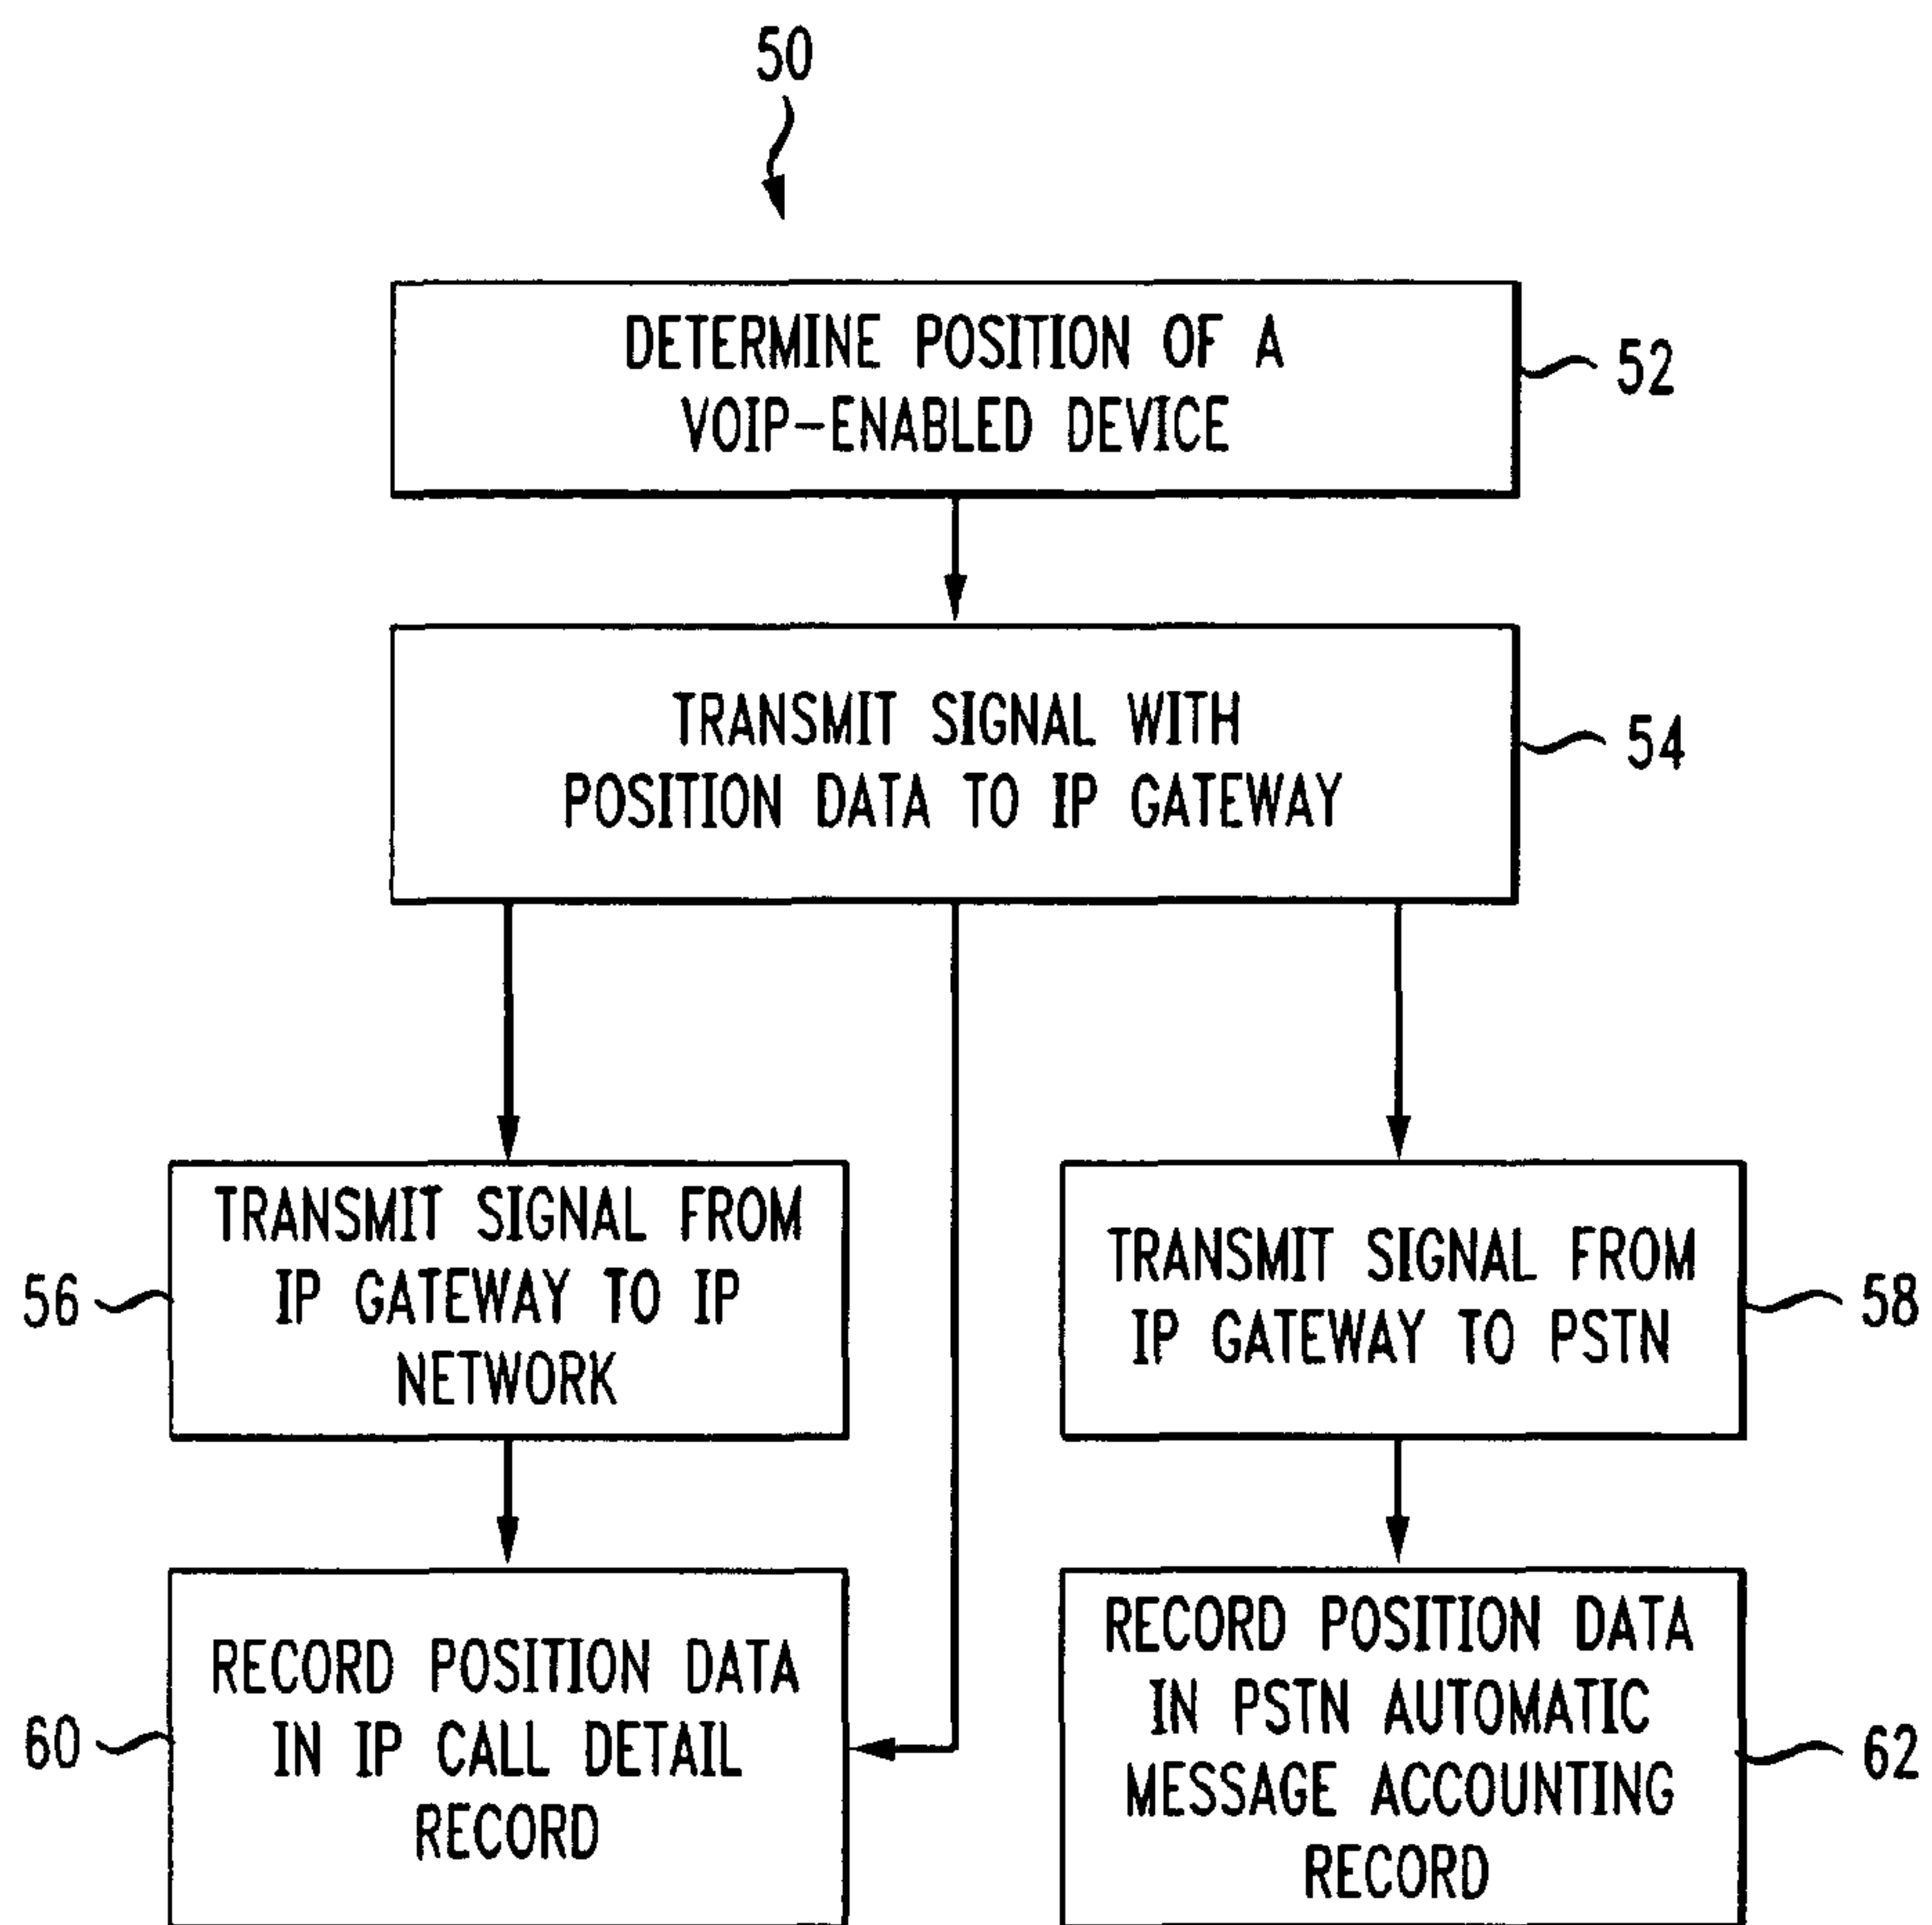 50
DETERMINE POSITION OF A
VOIP-ENABLED DEVICE
52
TRANSMIT SIGNAL WITH
POSITION DATA TO IP GATEWAY
54
56
TRANSMIT SIGNAL FROM
IP GATEWAY TO IP
NETWORK
TRANSMIT SIGNAL FROM
IP GATEWAY TO PSTN
58
60
RECORD POSITION DATA
IN IP CALL DETAIL
RECORD
RECORD POSITION DATA
IN PSTN AUTOMATIC
MESSAGE ACCOUNTING
RECORD
62